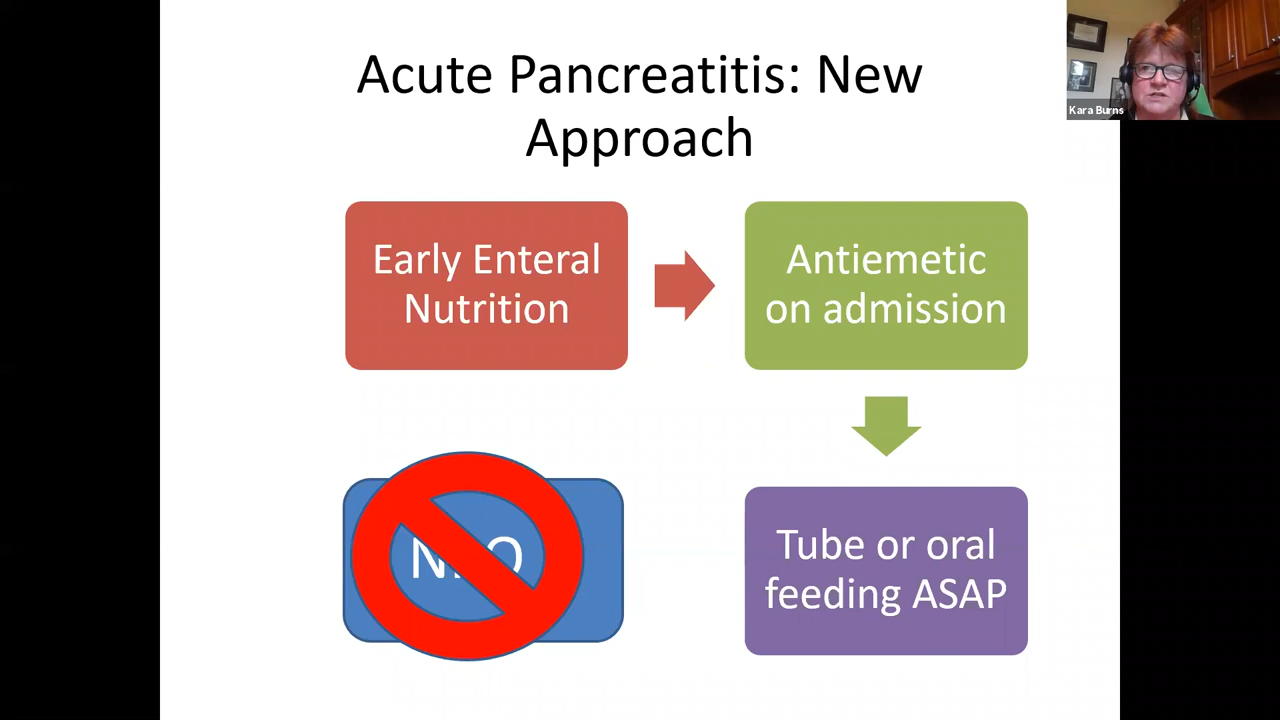 Acute Pancreatitis: New
Approach
Kara Burns
Early Enteral
Nutrition
Antiemetic
on admission
Tube or oral
feeding ASAP